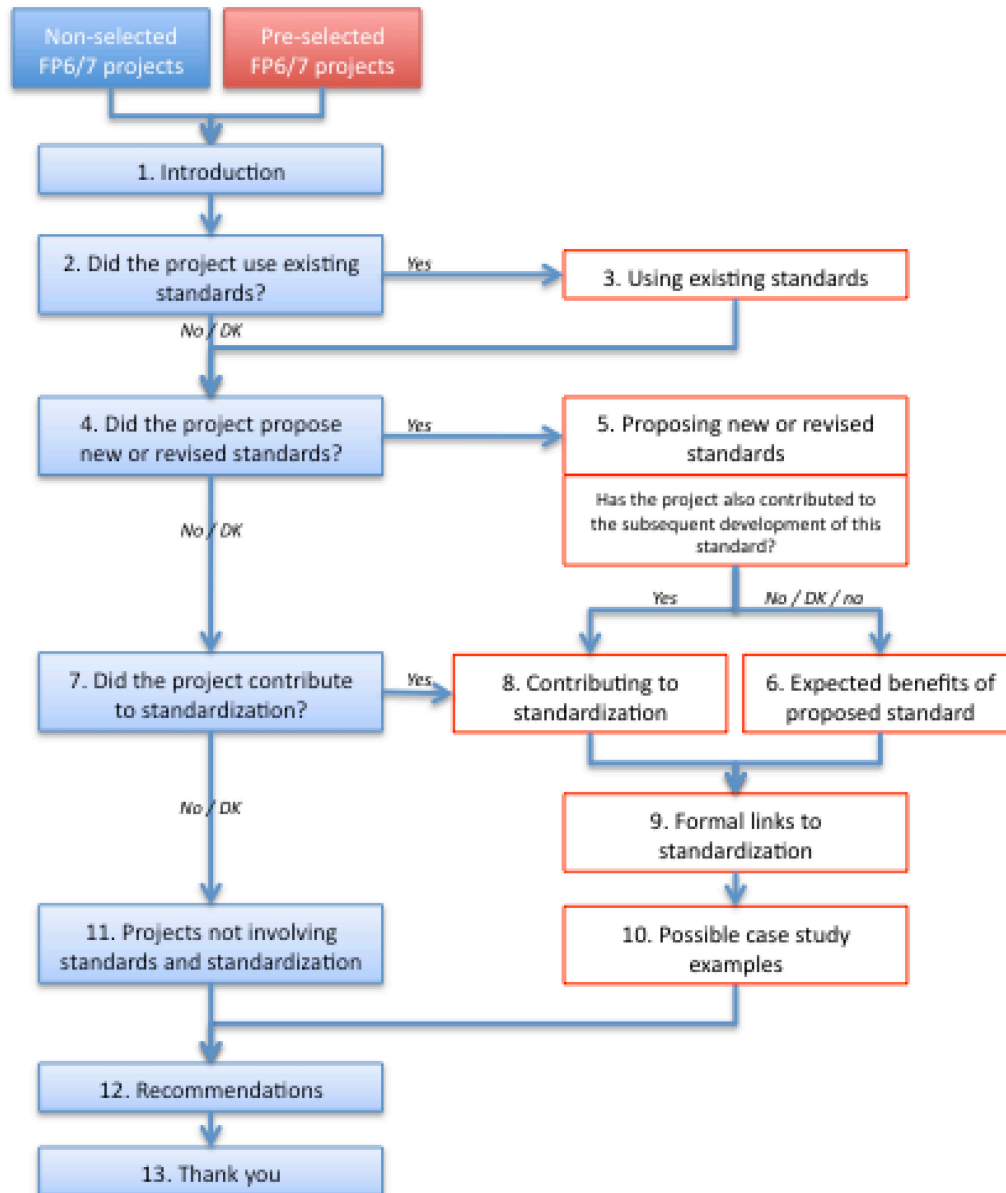 Non-selected
FP6/7 projects
Pre-selected
FP6/7 projects
1. Introduction
2. Did the project use existing
standards?
Yes
3. Using existing standards
No / DK
4. Did the project propose
new or revised standards?
Yes
5. Proposing new or revised
standards
Has the project also contributed to
the subsequent development of this
standard?
No / DK
Yes
No / DK / na
7. Did the project contribute
to standardization?
Yes
8. Contributing to
standardization
6. Expected benefits of
proposed standard
No / DK
9. Formal links to
standardization
11. Projects not involving
standards and standardization
10. Possible case study
examples
12. Recommendations
13. Thank you